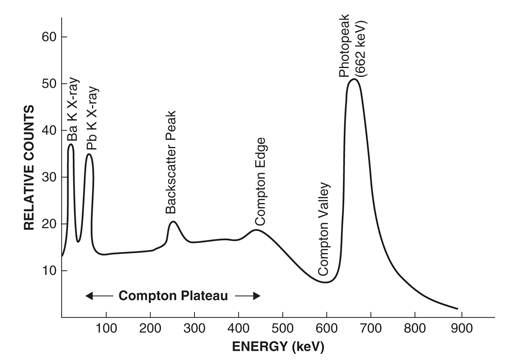 RELATIVE COUNTS
60
50
40
30
20
10
Ba K X-ray
Pb K X-ray
Backscatter Peak
Compton Edge
Compton Valley
Photopeak
(662 keV)
Compton Plateau
100 200 300 400 500 600 700 800 900
ENERGY (keV)